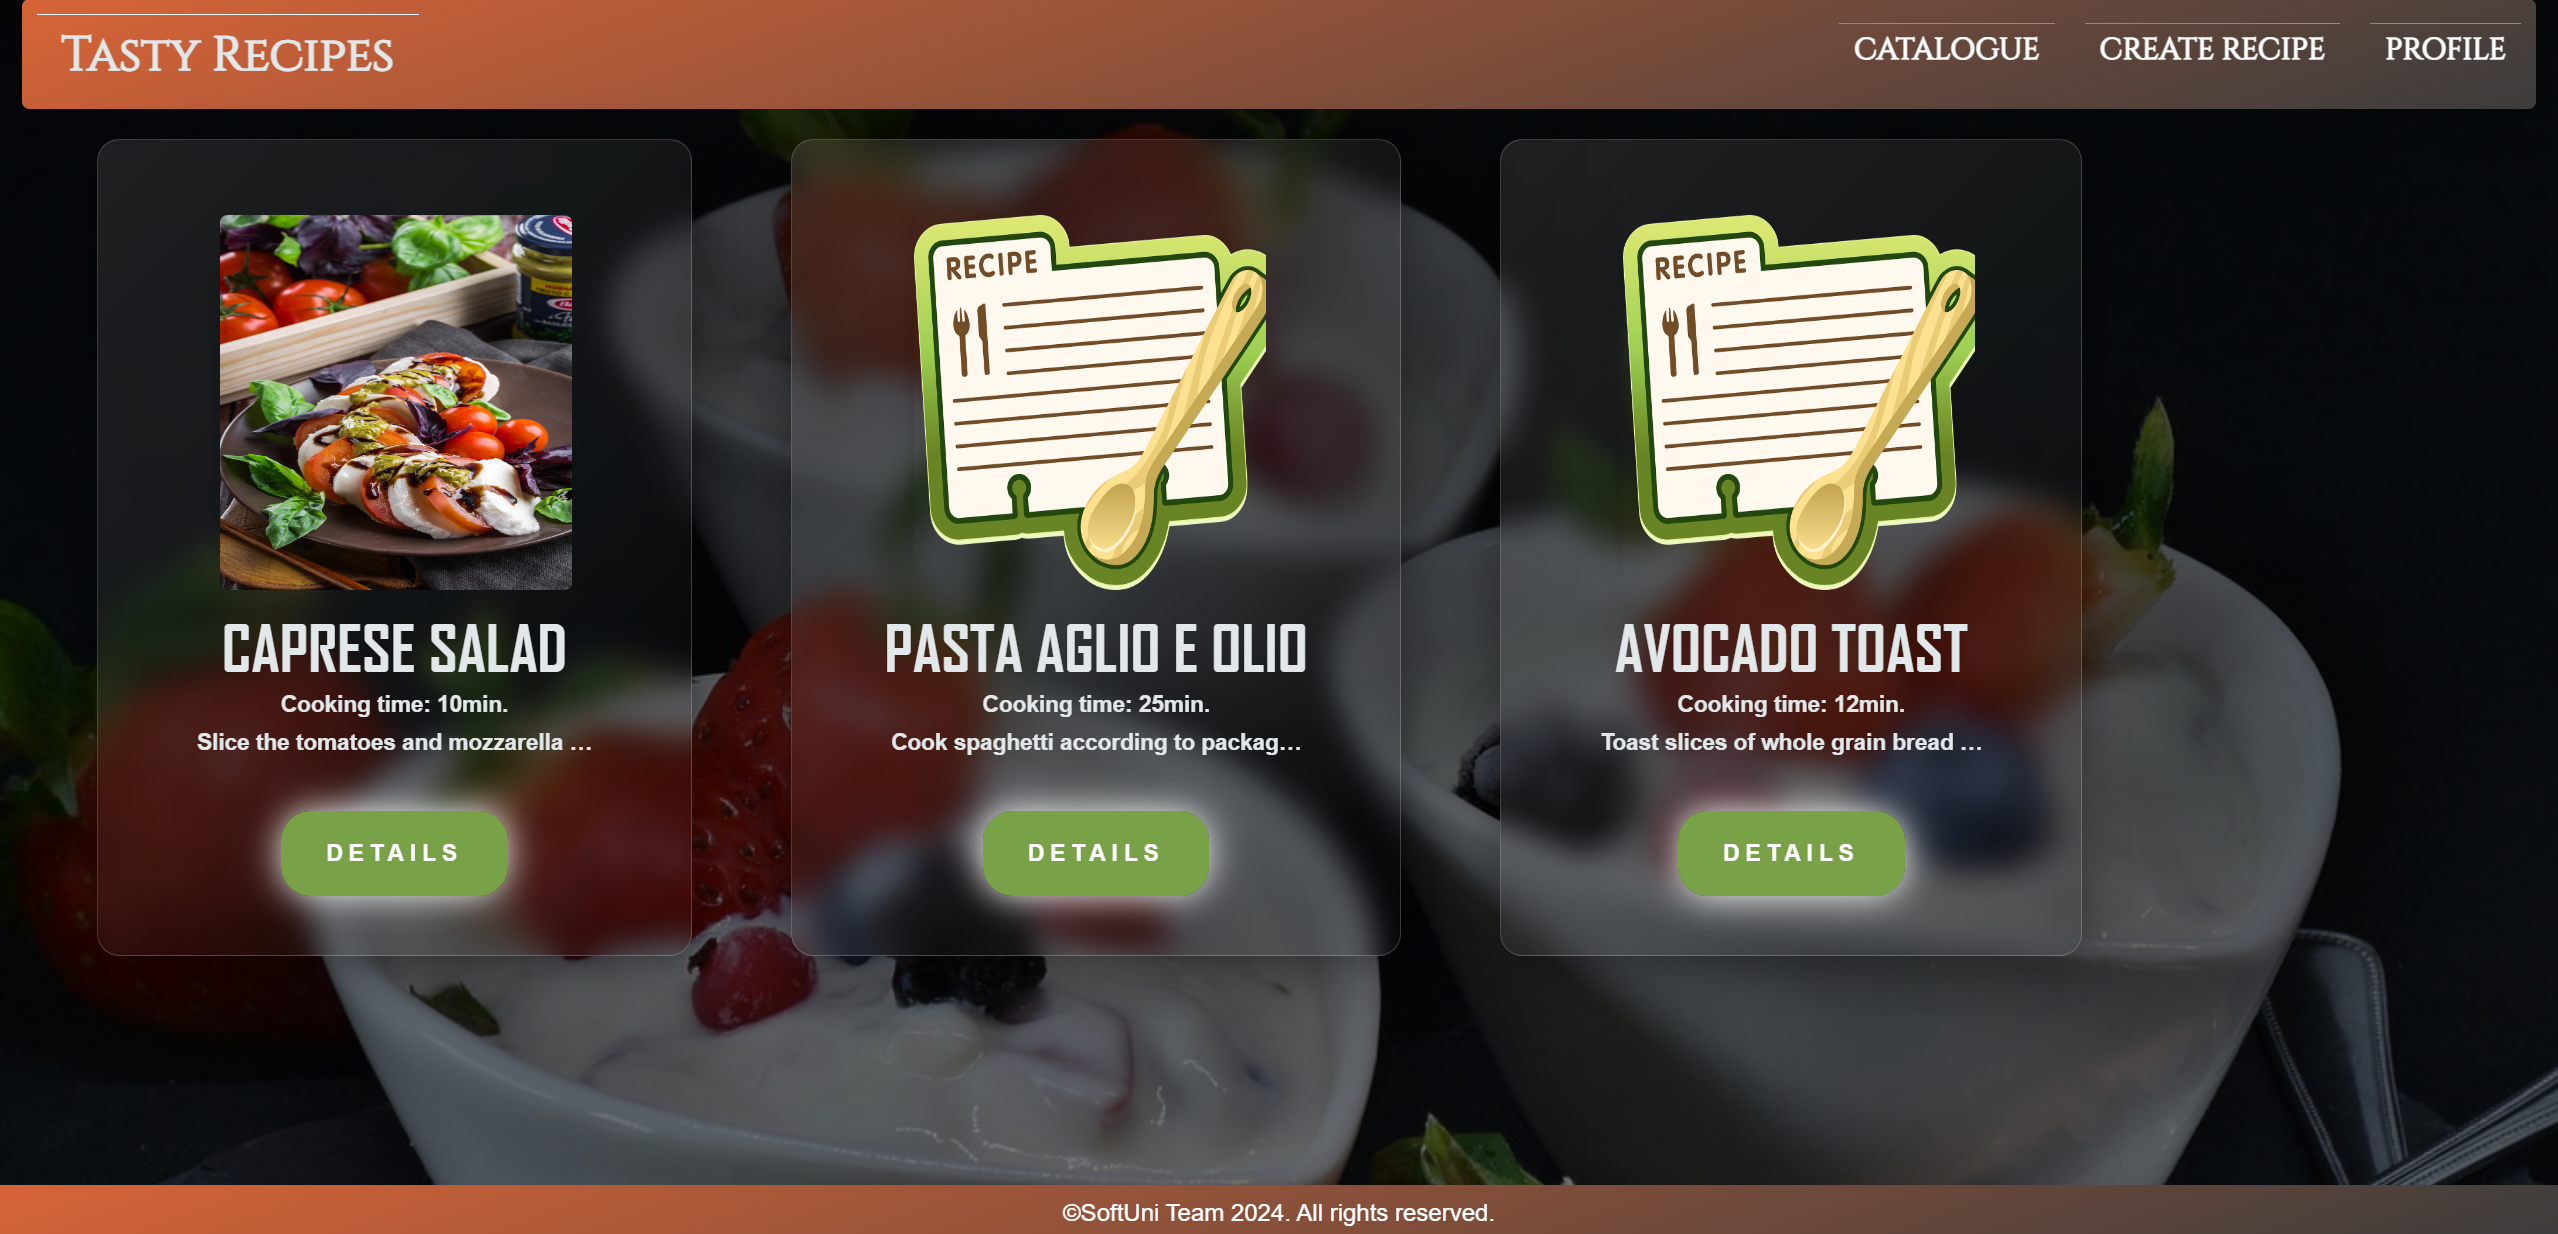 Tasty Recipes
CATALOGUE
CREATE RECIPE
PROFILE
RECIPE
RECIPE
CAPRESE SALAD
Cooking time: 10min.
Slice the tomatoes and mozzarella …
DETAILS
PASTA AGLIO E OLIO
Cooking time: 25min.
Cook spaghetti according to packag…
DETAILS
AVOCADO TOAST
Cooking time: 12min.
Toast slices of whole grain bread …
DETAILS
©SoftUni Team 2024. All rights reserved.